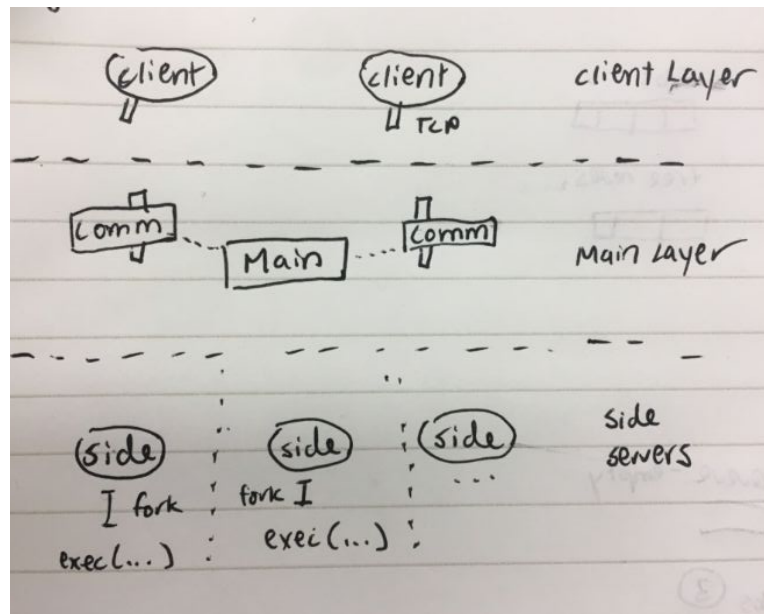 client
client
client Layer
TCP
comm
Main
comm
Main Layer
side
side
side
side
servers
...
fork
fork
exec(...)
exec(...)
3